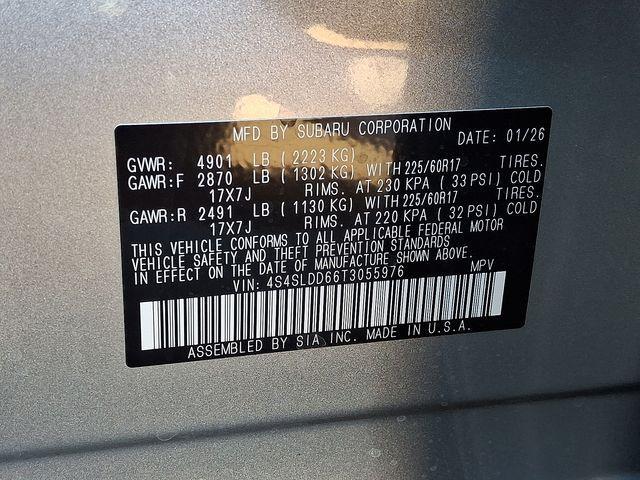 MFD BY SUBARU CORPORATION DATE: 01/26
GVWR: 4901 LB ( 2223 KG)
GAWR:F 2870 LB ( 1302 KG) WITH 225/60R17 TIRES.
17X7J RIMS. AT 230 KPA ( 33 PSI) COLD
GAWR:R 2491 LB ( 1130 KG) WITH 225/60R17 TIRES.
17X7J RIMS. AT 220 KPA ( 32 PSI) COLD
THIS VEHICLE CONFORMS TO ALL APPLICABLE FEDERAL MOTOR
VEHICLE SAFETY AND THEFT PREVENTION STANDARDS
IN EFFECT ON THE DATE OF MANUFACTURE SHOWN ABOVE.
VIN: 4S4SLDD66T3055976 MPV
ASSEMBLED BY SIA INC. MADE IN U.S.A.